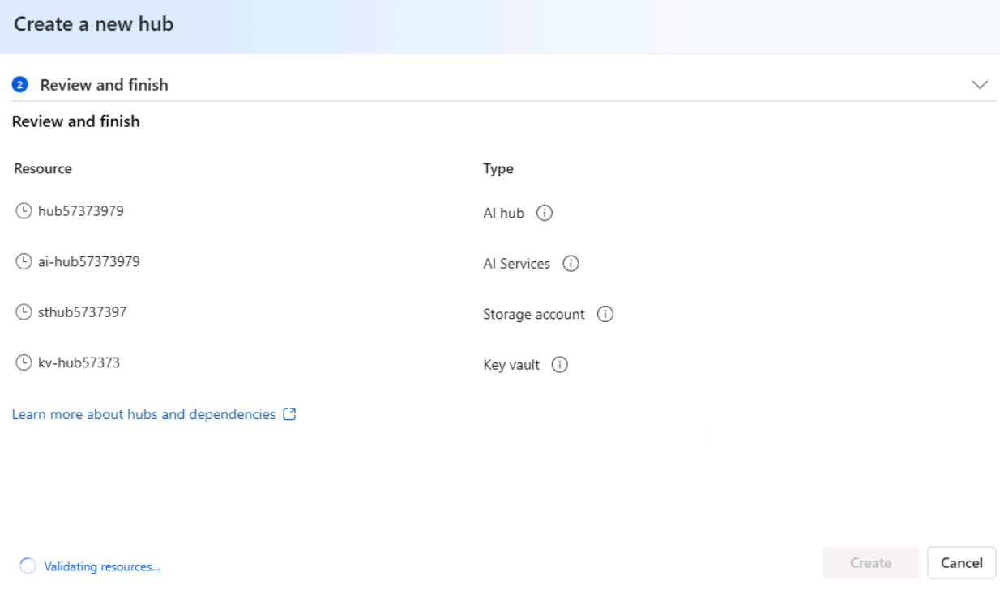 Create a new hub
2 Review and finish
Review and finish
Resource Type
hub57373979 AI hub
ai-hub57373979 AI Services
sthub5737397 Storage account
kv-hub57373 Key vault
Learn more about hubs and dependencies
Validating resources... Create Cancel